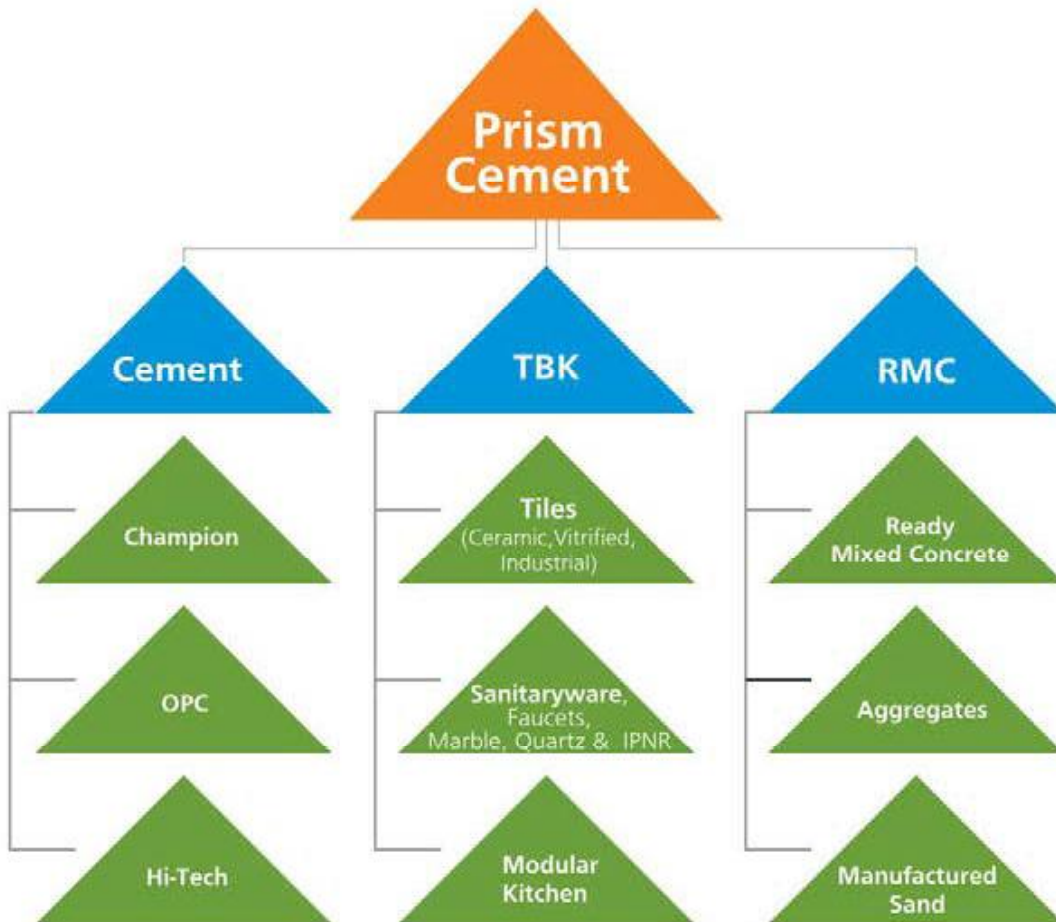 Prism
Cement
Cement
TBK
RMC
Champion
Tiles
(Ceramic,Vitrified,
Industrial)
Ready
Mixed Concrete
OPC
Sanitaryware,
Faucets,
Marble, Quartz & IPNR
Aggregates
Hi-Tech
Modular
Kitchen
Manufactured
Sand